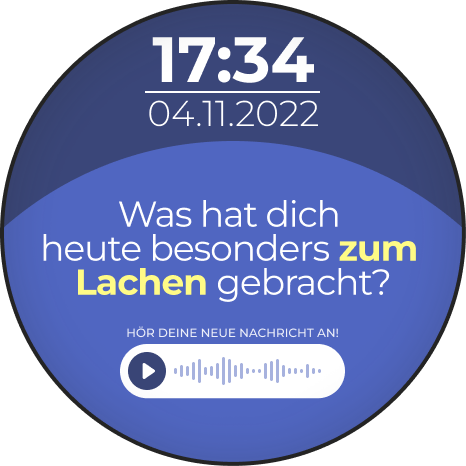 17:34
04.11.2022
Was hat dich
heute besonders zum
Lachen gebracht?
HÖR DEINE NEUE NACHRICHT AN!